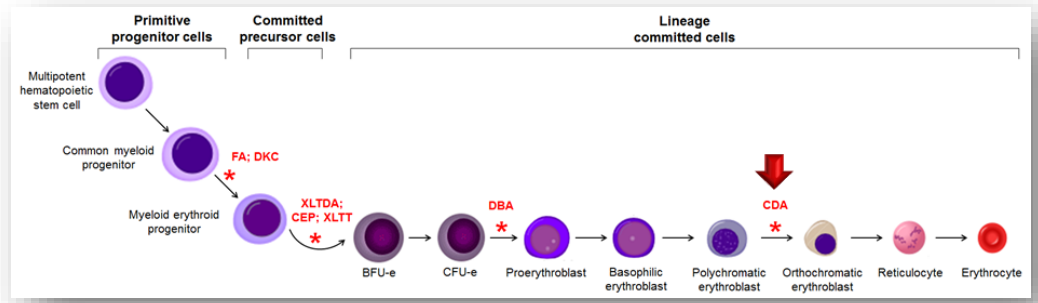 Primitive
progenitor cells
Committed
precursor cells
Lineage
committed cells
Multipotent
hematopoietic
stem cell
Common myeloid
progenitor
FA; DKC
*
Myeloid erythroid
progenitor
XLTDA;
CEP; XLTT
*
DBA
*
CDA
*
BFU-e
CFU-e
Proerythroblast
Basophilic
erythroblast
Polychromatic
erythroblast
Orthochromatic
erythroblast
Reticulocyte
Erythrocyte